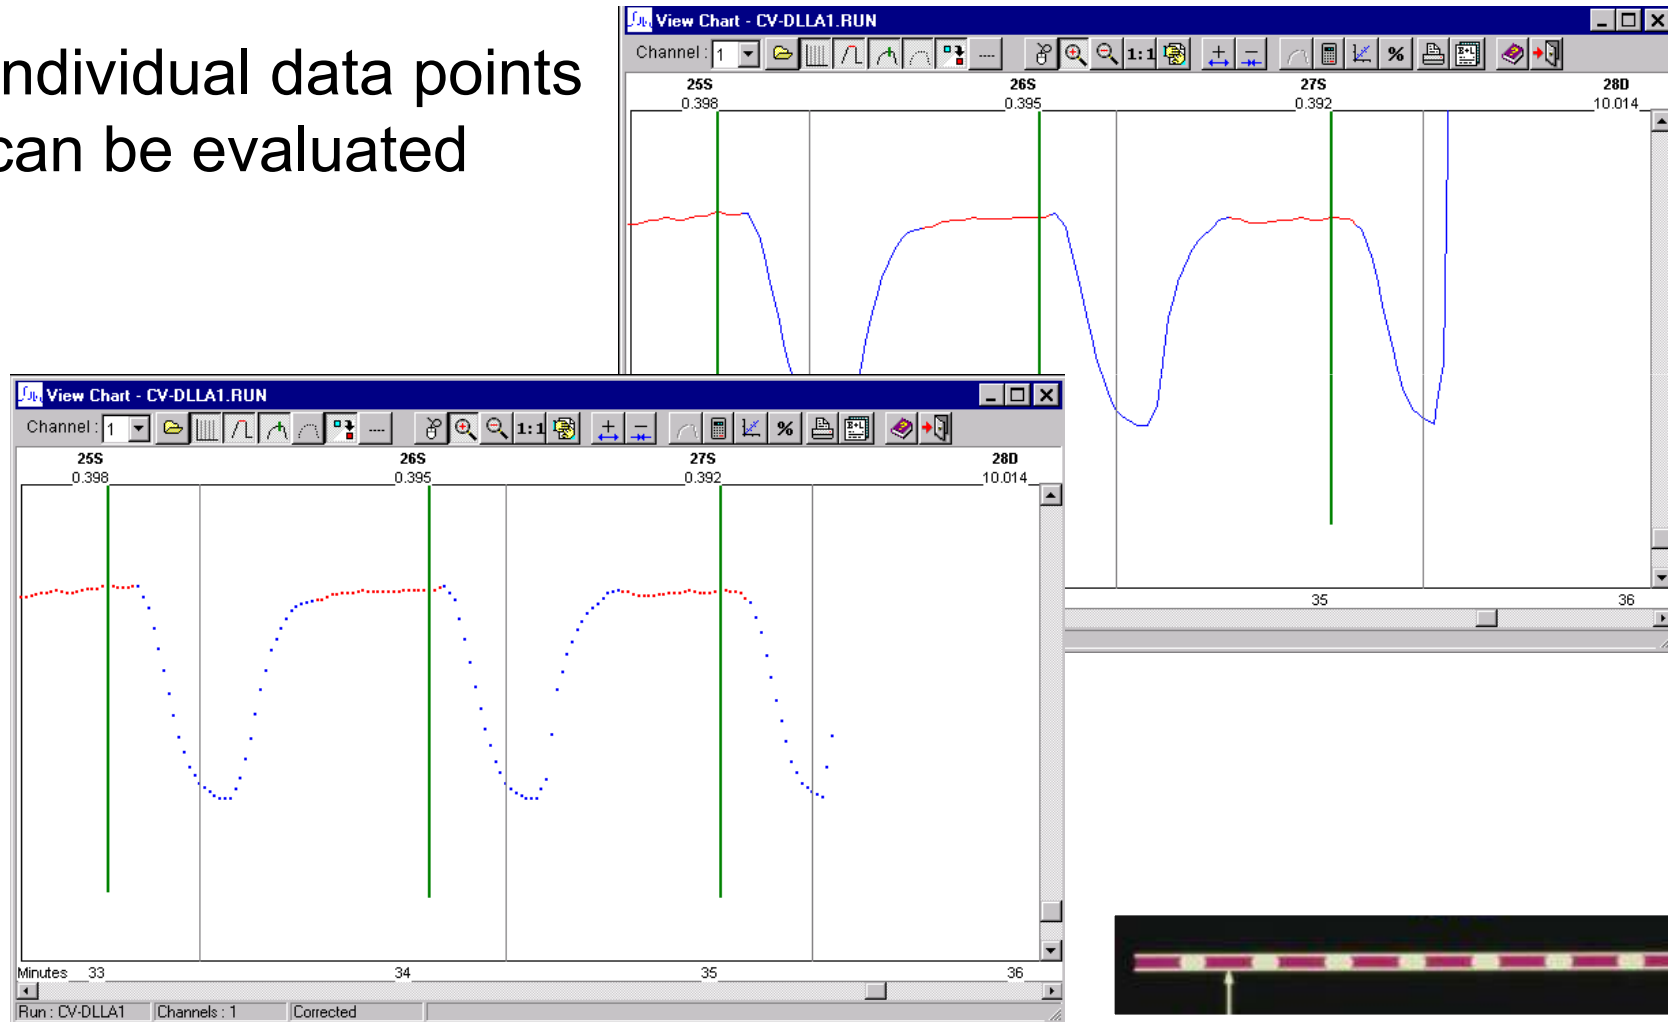 ndividual data points
can be evaluated
View Chart - CV-DLLA1.RUN
Channel : 1
1:1
%
25S 26S 27S 28D
0.398 0.395 0.392 10.014
35 36
View Chart - CV-DLLA1.RUN
Channel : 1
1:1
%
25S 26S 27S 28D
0.398 0.395 0.392 10.014
Minutes 33 34 35 36
Run : CV-DLLA1 Channels : 1 Corrected